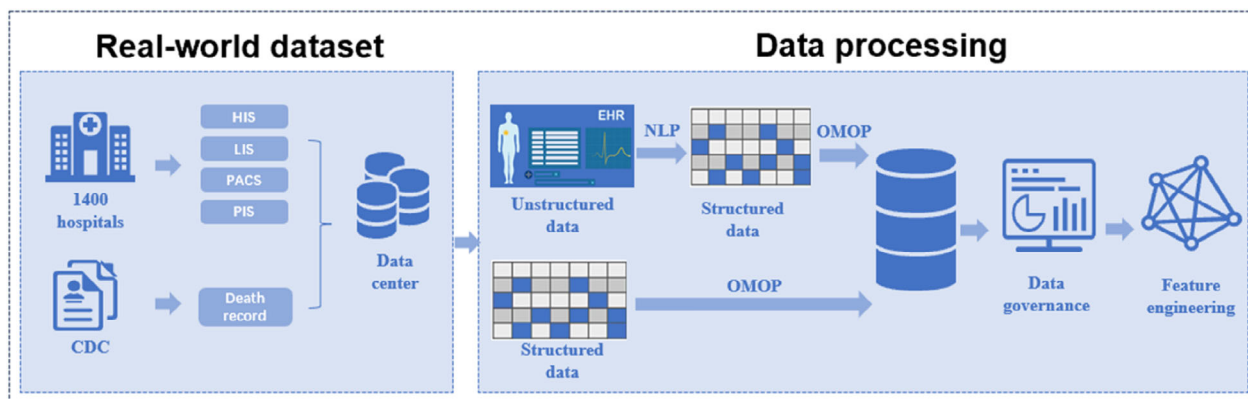 Real-world dataset
1400
hospitals
HIS
LIS
PACS
PIS
CDC
Death
record
Data
center
Data processing
EHR
Unstructured
data
NLP
Structured
data
OMOP
Structured
data
OMOP
Data
governance
Feature
engineering